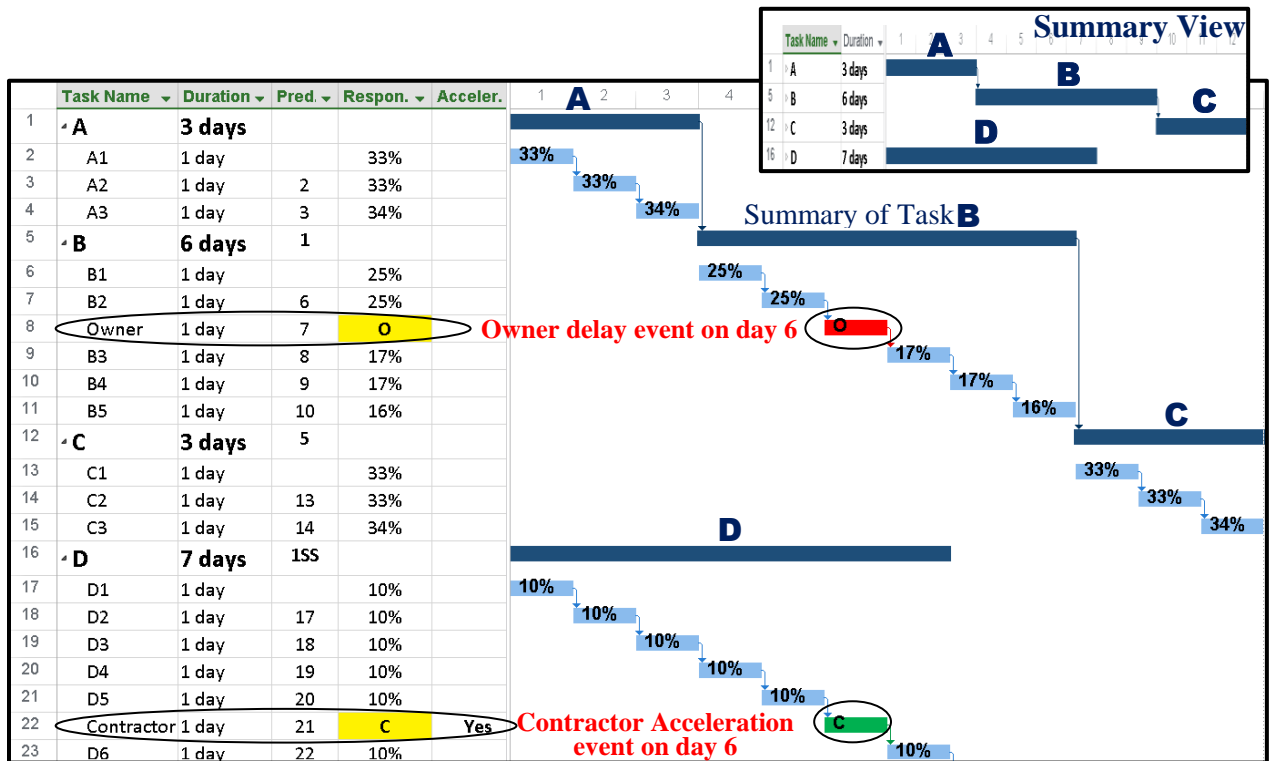 Summary View
Task Name Duration 1 2 3 4 5 6 7 8 9 10 11 12
1 A 3 days A
5 B 6 days B
12 C 3 days C
16 D 7 days D
Task Name Duration Pred. Respon. Acceler. 1 2 3 4
A
1 A 3 days
2 A1 1 day 33% 33%
3 A2 1 day 2 33% 33%
4 A3 1 day 3 34% 34%
Summary of Task B
5 B 6 days 1
6 B1 1 day 25% 25%
7 B2 1 day 6 25% 25%
8 Owner 1 day 7 O Owner delay event on day 6 O
9 B3 1 day 8 17% 17%
10 B4 1 day 9 17% 17%
11 B5 1 day 10 16% 16%
C
12 C 3 days 5
13 C1 1 day 33% 33%
14 C2 1 day 13 33% 33%
15 C3 1 day 14 34% 34%
D
16 D 7 days 1SS
17 D1 1 day 10% 10%
18 D2 1 day 17 10% 10%
19 D3 1 day 18 10% 10%
20 D4 1 day 19 10% 10%
21 D5 1 day 20 10% 10%
22 Contractor 1 day 21 C Yes Contractor Acceleration C
event on day 6
23 D6 1 day 22 10% 10%